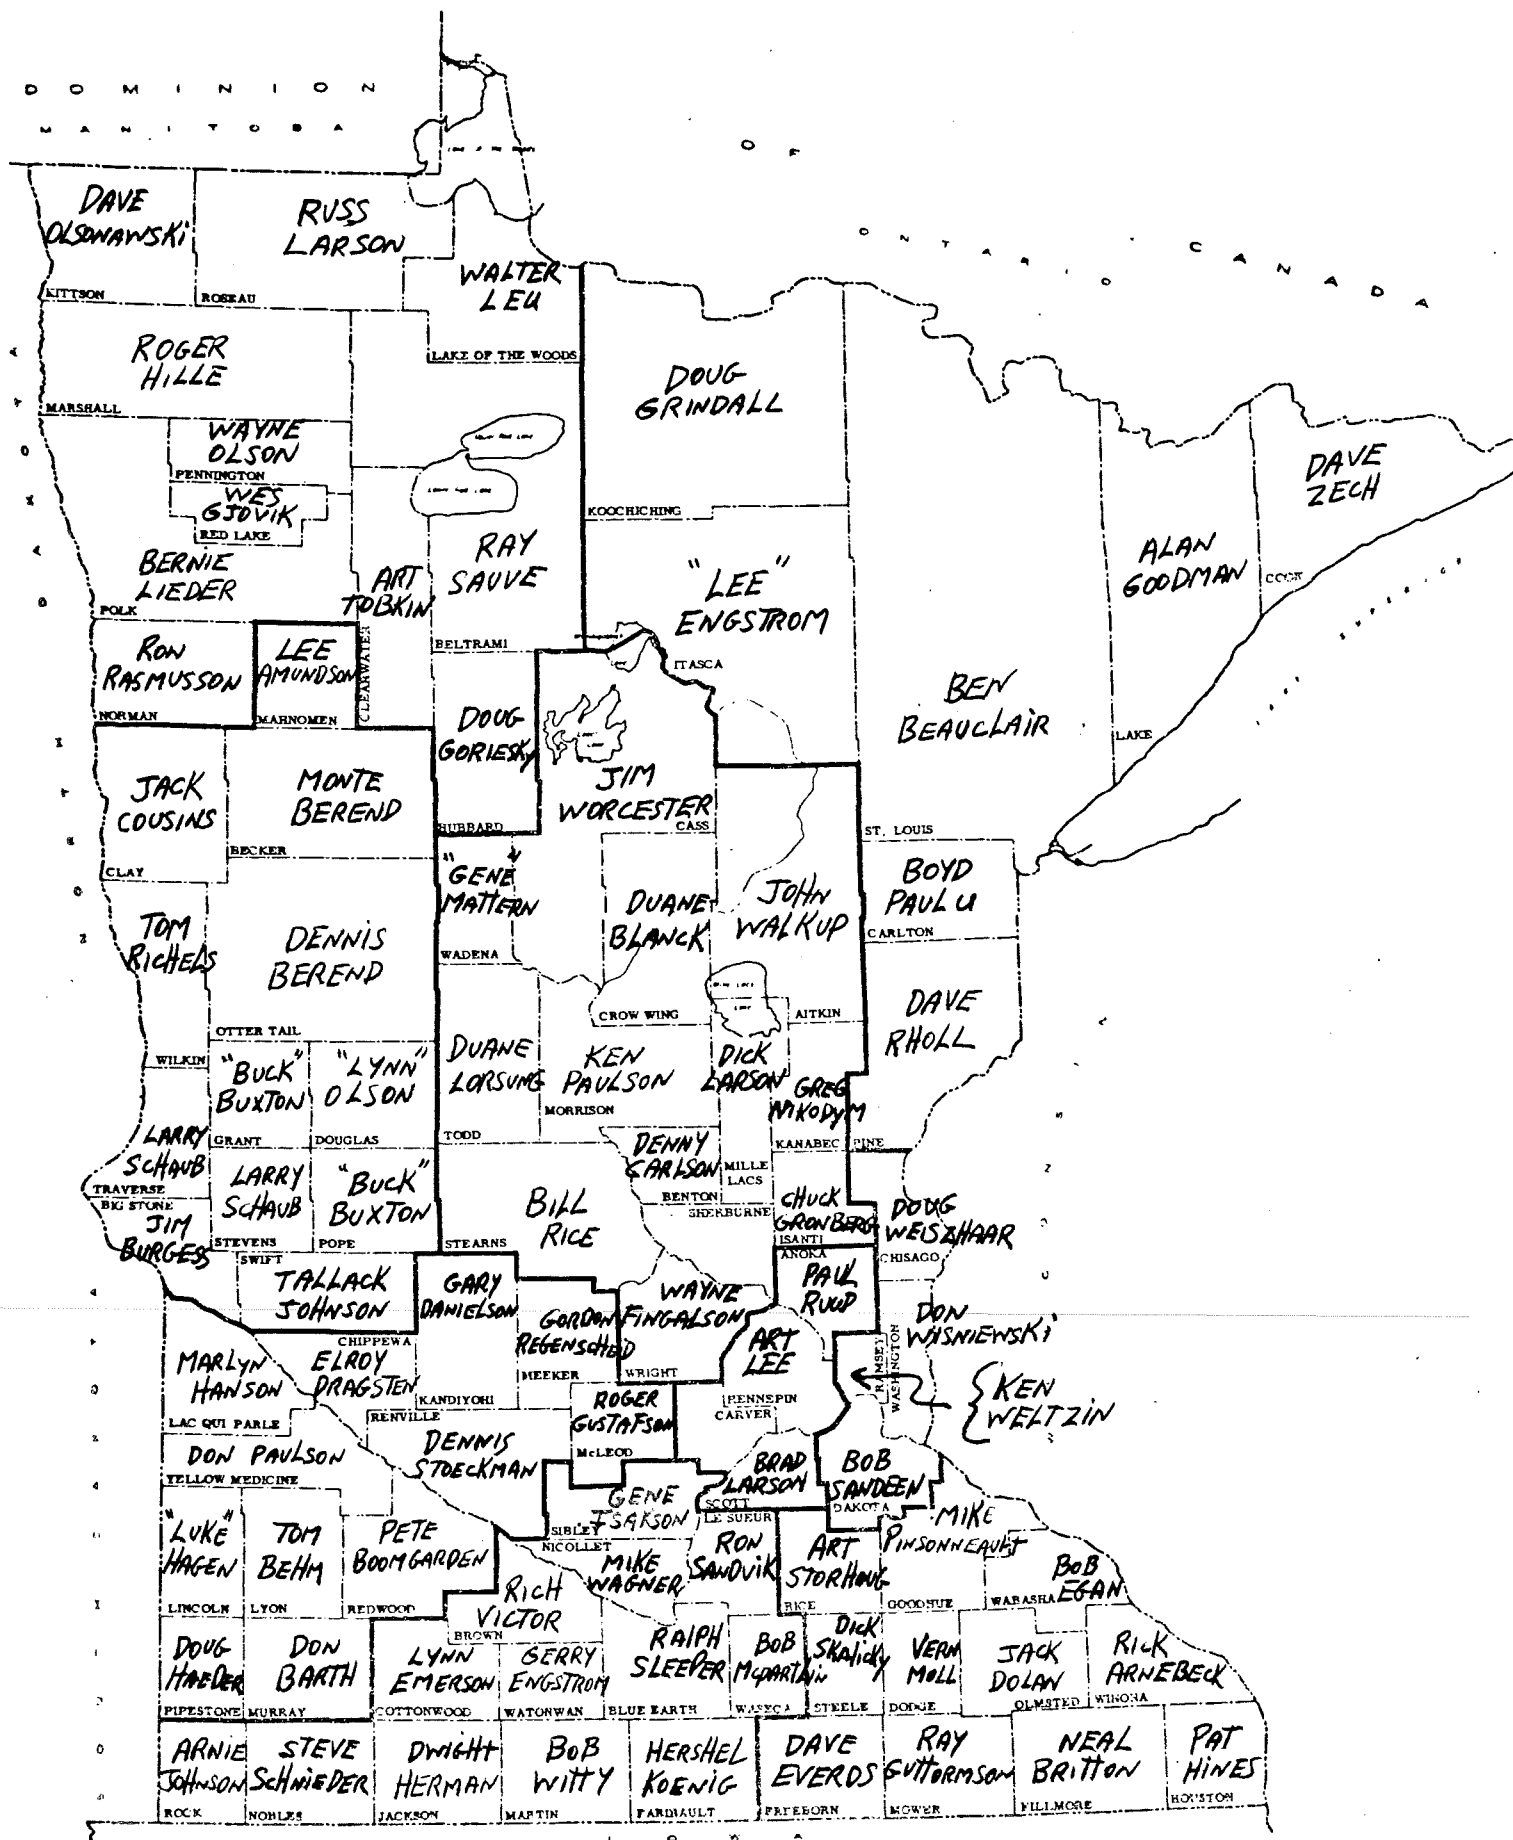 DOMINION
MANITOBA
OF
ONTARIO CANADA
DAVE
OLSONAWSKI
KITTSON
RUSS
LARSON
ROSEAU
WALTER
LEU
LAKE OF THE WOODS
ROGER
HILLE
MARSHALL
DOUG
GRINDALL
KOOCHICHING
WAYNE
OLSON
PENNINGTON
WES
GJOVIK
RED LAKE
BERNIE
LIEDER
POLK
ART
TOBKIN
CLEARWATER
RAY
SAUVE
BELTRAMI
"LEE"
ENGSTROM
ITASCA
BEN
BEAUCLAIR
ST. LOUIS
ALAN
GOODMAN
LAKE
DAVE
ZECH
COOK
RON
RASMUSSON
NORMAN
LEE
AMUNDSON
MAHNOMEN
DOUG
GORIESKY
HUBBARD
JIM
WORCESTER
CASS
JACK
COUSINS
CLAY
MONTE
BEREND
BECKER
"GENE"
MATTERN
WADENA
DUANE
BLANCK
CROW WING
JOHN
WALKUP
AITKIN
BOYD
PAULU
CARLTON
TOM
RICHELS
WILKIN
DENNIS
BEREND
OTTER TAIL
DAVE
RHOLL
PINE
"BUCK"
BUXTON
GRANT
"LYNN"
OLSON
DOUGLAS
DUANE
LORSUNG
TODD
KEN
PAULSON
MORRISON
DICK
LARSON
MILLE
LACS
GREG
NIKODYM
KANABEC
LARRY
SCHAUB
TRAVERSE
LARRY
SCHAUB
STEVENS
"BUCK"
BUXTON
POPE
BIG STONE
JIM
BURGESS
BILL
RICE
STEARNS
DENNY
CARLSON
BENTON
SHERBURNE
CHUCK
GRONBERG
ISANTI
DOUG
WEISZHAAR
CHISAGO
SWIFT
TALLACK
JOHNSON
GARY
DANIELSON
KANDIYOHI
GORDON
REGENSCHEID
MEEKER
WAYNE
FINGALSON
WRIGHT
ANOKA
PAUL
RUUD
ART
LEE
HENNEPIN
DON
WISNIEWSKI
WASHINGTON
RAMSEY
KEN
WELTZIN
MARLYN
HANSON
LAC QUI PARLE
CHIPPEWA
ELROY
DRAGSTEN
RENVILLE
DENNIS
STOECKMAN
ROGER
GUSTAFSON
McLEOD
CARVER
BRAD
LARSON
SCOTT
BOB
SANDEEN
DAKOTA
DON PAULSON
YELLOW MEDICINE
GENE
ISAKSON
SIBLEY
"LUKE"
HAGEN
LINCOLN
TOM
BEHM
LYON
PETE
BOOMGARDEN
REDWOOD
NICOLLET
MIKE
WAGNER
LE SUEUR
RON
SANDVIK
ART
STORHOUG
RICE
MIKE
PINSONNEAULT
GOODHUE
BOB
EGAN
WABASHA
RICH
VICTOR
BROWN
DOUG
HAEDER
PIPESTONE
DON
BARTH
MURRAY
LYNN
EMERSON
COTTONWOOD
GERRY
ENGSTROM
WATONWAN
RALPH
SLEEPER
BLUE EARTH
BOB
McPARTLIN
WASECA
DICK
SKALICKY
STEELE
VERN
MOLL
DODGE
JACK
DOLAN
OLMSTED
RICK
ARNEBECK
WINONA
ARNIE
JOHNSON
ROCK
STEVE
SCHNIEDER
NOBLES
DWIGHT
HERMAN
JACKSON
BOB
WITTY
MARTIN
HERSHEL
KOENIG
FARIBAULT
DAVE
EVERDS
FREEBORN
RAY
GUTTORMSON
MOWER
NEAL
BRITTON
FILLMORE
PAT
HINES
HOUSTON